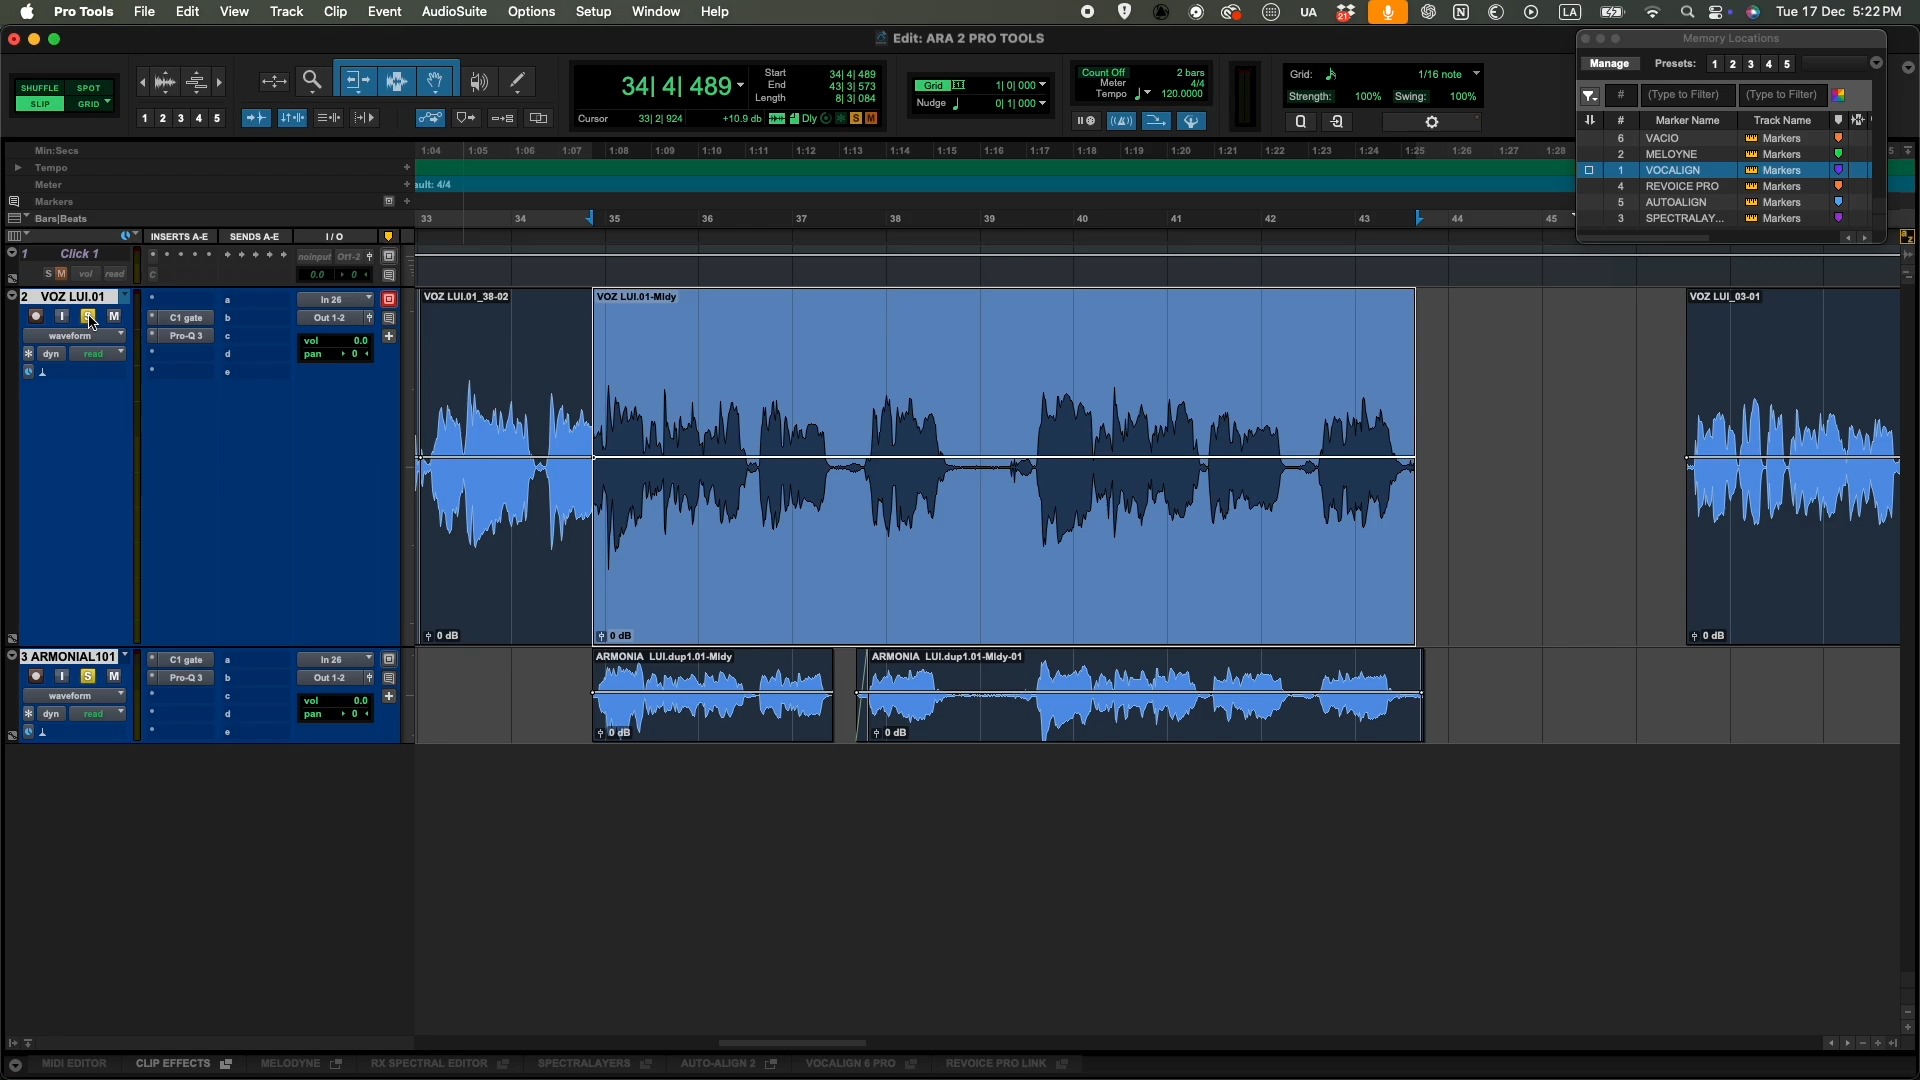 Pro Tools File Edit View Track Clip Event AudioSuite Options Setup Window Help
UA 21 LA Tue 17 Dec 5:22 PM
Edit: ARA 2 PRO TOOLS
SHUFFLE SPOT
SLIP GRID
1 2 3 4 5
34| 4| 489
Start 34| 4| 489
End 43| 3| 573
Length 8| 3| 084
Cursor 33| 2| 924 +10.9 db Dly S M
Grid 1| 0| 000
Nudge 0| 1| 000
Count Off 2 bars
Meter 4/4
Tempo 120.0000
Grid: 1/16 note
Strength: 100% Swing: 100%
Memory Locations
Manage Presets: 1 2 3 4 5
# (Type to Filter) (Type to Filter)
# Marker Name Track Name
6 VACIO Markers
2 MELOYNE Markers
1 VOCALIGN Markers
4 REVOICE PRO Markers
5 AUTOALIGN Markers
3 SPECTRALAY... Markers
Min:Secs 1:04 1:05 1:06 1:07 1:08 1:09 1:10 1:11 1:12 1:13 1:14 1:15 1:16 1:17 1:18 1:19 1:20 1:21 1:22 1:23 1:24 1:25 1:26 1:27 1:28
Tempo
Meter ault: 4/4
Markers
Bars|Beats 33 34 35 36 37 38 39 40 41 42 43 44 45
INSERTS A-E SENDS A-E I/O
1 Click 1 noinput Ot1-2
S M vol read C 0.0 0
2 VOZ LUI.01 a In 26
I S M C1 gate b Out 1-2
waveform Pro-Q 3 c vol 0.0
dyn read d pan 0
e
VOZ LUI.01_38-02 VOZ LUI.01-Mldy VOZ LUI_03-01
0 dB 0 dB 0 dB
3 ARMONIAL101 C1 gate a In 26
I S M Pro-Q 3 b Out 1-2
waveform c vol 0.0
dyn read d pan 0
e
ARMONIA LUI.dup1.01-Mldy ARMONIA LUI.dup1.01-Mldy-01
0 dB 0 dB
MIDI EDITOR CLIP EFFECTS MELODYNE RX SPECTRAL EDITOR SPECTRALAYERS AUTO-ALIGN 2 VOCALIGN 6 PRO REVOICE PRO LINK